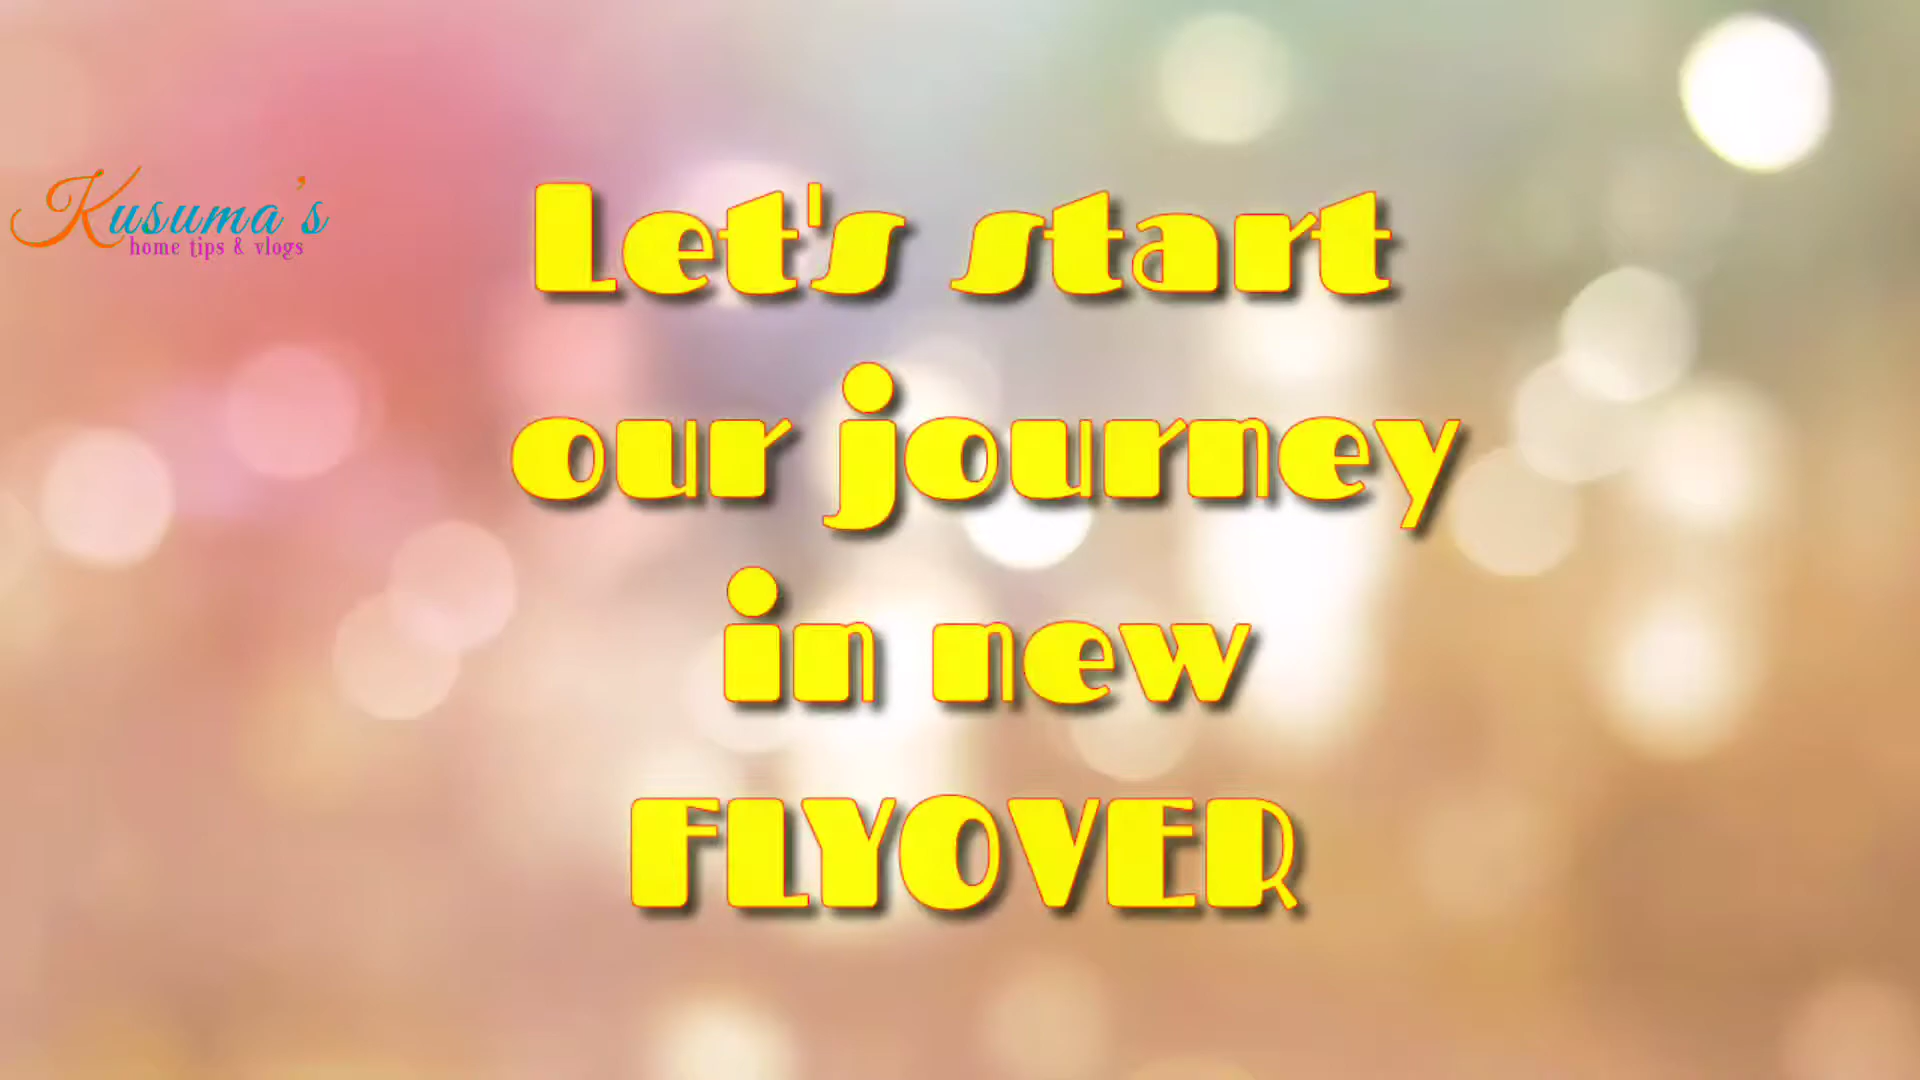 Kusuma's
home tips & vlogs
Let's start
our journey
in new
FLYOVER